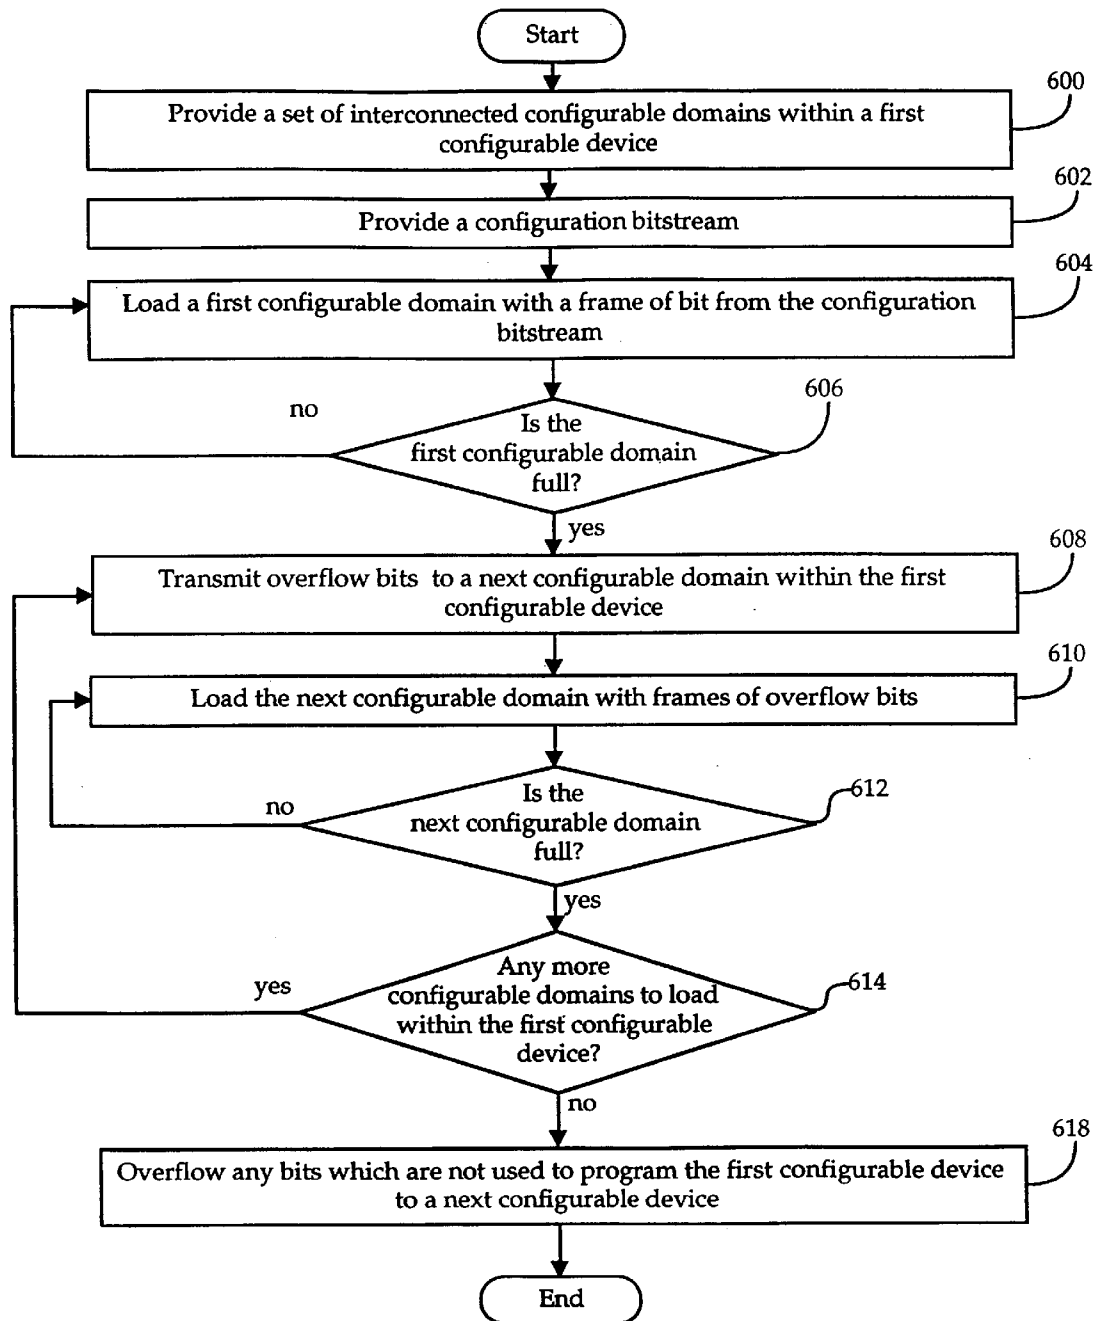 Start
600
Provide a set of interconnected configurable domains within a first
configurable device
602
Provide a configuration bitstream
604
Load a first configurable domain with a frame of bit from the configuration
bitstream
606
no
Is the
first configurable domain
full?
yes
608
Transmit overflow bits to a next configurable domain within the first
configurable device
610
Load the next configurable domain with frames of overflow bits
612
no
Is the
next configurable domain
full?
yes
614
yes
Any more
configurable domains to load
within the first configurable
device?
no
618
Overflow any bits which are not used to program the first configurable device
to a next configurable device
End